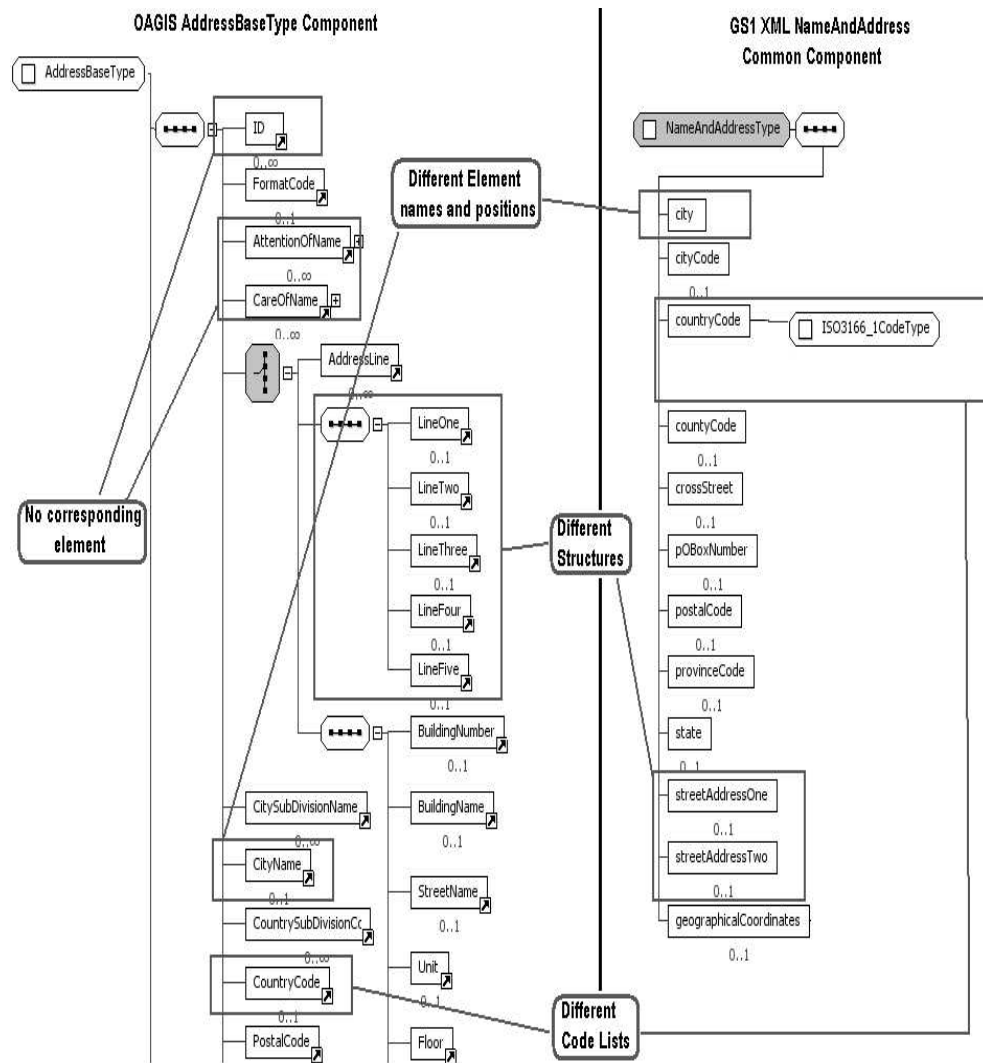 OAGIS AddressBaseType Component
GS1 XML NameAndAddress
Common Component
AddressBaseType
ID
0..∞
FormatCode
0..1
AttentionOfName
0..∞
CareOfName
0..∞
AddressLine
0..∞
LineOne
0..1
LineTwo
0..1
LineThree
0..1
LineFour
0..1
LineFive
0..1
BuildingNumber
0..1
CitySubDivisionName
0..∞
BuildingName
0..1
CityName
0..1
StreetName
0..1
CountrySubDivisionCo
0..∞
Unit
0..1
CountryCode
0..1
PostalCode
Floor
No corresponding
element
Different Element
names and positions
Different
Structures
Different
Code Lists
NameAndAddressType
city
cityCode
0..1
countryCode
ISO3166_1CodeType
countyCode
0..1
crossStreet
0..1
pOBoxNumber
0..1
postalCode
0..1
provinceCode
0..1
state
0..1
streetAddressOne
0..1
streetAddressTwo
0..1
geographicalCoordinates
0..1